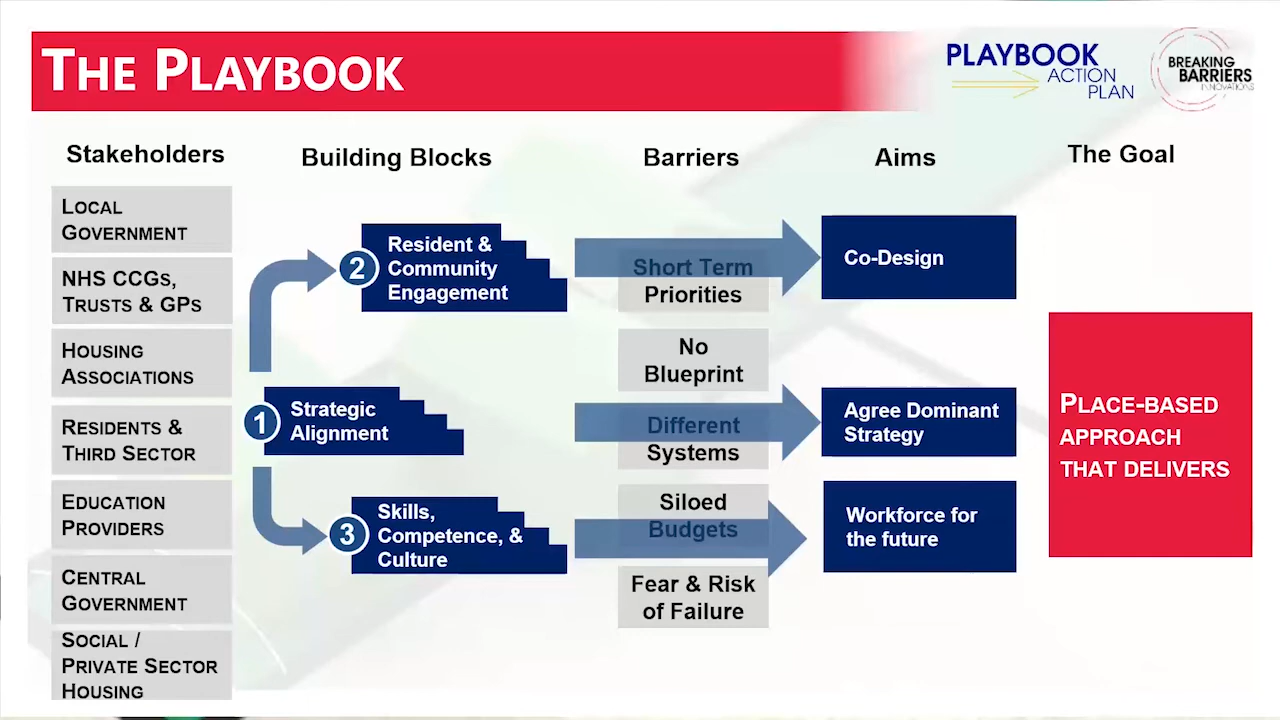 THE PLAYBOOK
PLAYBOOK
ACTION
PLAN
BREAKING
BARRIERS
INNOVATIONS
Stakeholders
LOCAL
GOVERNMENT
NHS CCGS,
TRUSTS & GPS
HOUSING
ASSOCIATIONS
RESIDENTS &
THIRD SECTOR
EDUCATION
PROVIDERS
CENTRAL
GOVERNMENT
SOCIAL /
PRIVATE SECTOR
HOUSING
Building Blocks
2
Resident &
Community
Engagement
1
Strategic
Alignment
3
Skills,
Competence, &
Culture
Barriers
Short Term
Priorities
No
Blueprint
Different
Systems
Siloed
Budgets
Fear & Risk
of Failure
Aims
Co-Design
Agree Dominant
Strategy
Workforce for
the future
The Goal
PLACE-BASED
APPROACH
THAT DELIVERS